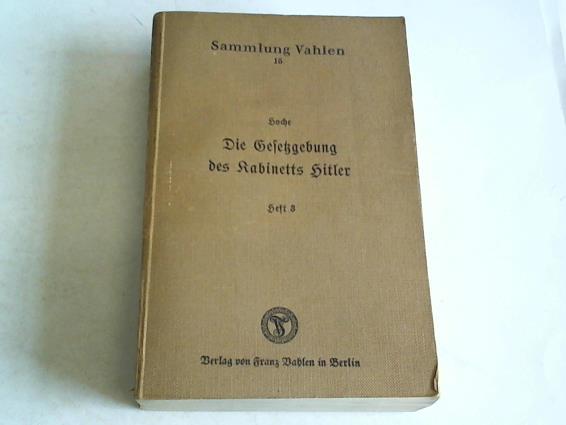 Sammlung Vahlen
15
Hoche
Die Gesetzgebung
des Kabinetts Hitler
Heft 3
Verlag von Franz Vahlen in Berlin